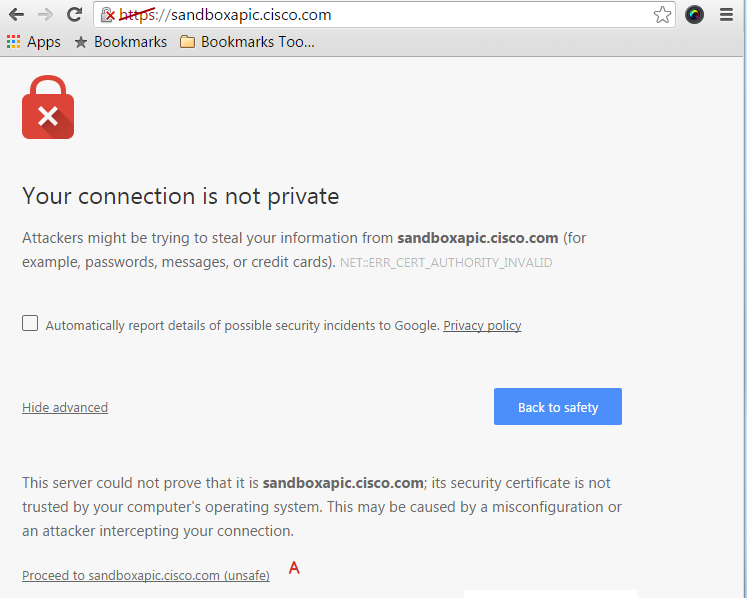 https://sandboxapic.cisco.com
Apps Bookmarks Bookmarks Too...
Your connection is not private
Attackers might be trying to steal your information from sandboxapic.cisco.com (for
example, passwords, messages, or credit cards). NET::ERR_CERT_AUTHORITY_INVALID
Automatically report details of possible security incidents to Google. Privacy policy
Hide advanced Back to safety
This server could not prove that it is sandboxapic.cisco.com; its security certificate is not
trusted by your computer's operating system. This may be caused by a misconfiguration or
an attacker intercepting your connection.
Proceed to sandboxapic.cisco.com (unsafe) A